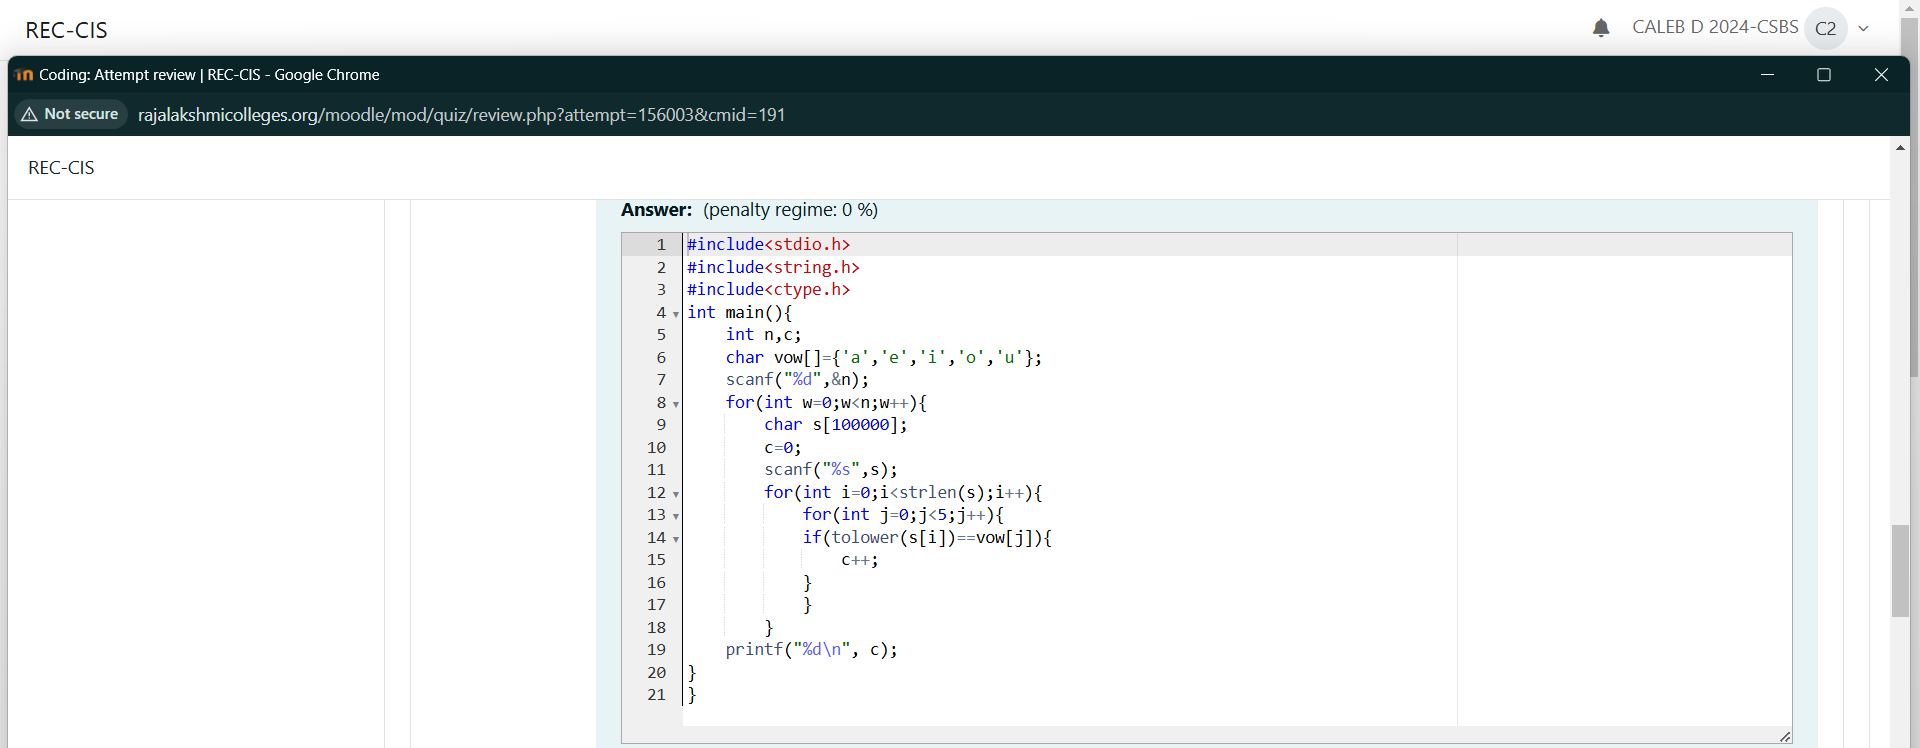 REC-CIS
CALEB D 2024-CSBS C2
Coding: Attempt review | REC-CIS - Google Chrome
Not secure rajalakshmicolleges.org/moodle/mod/quiz/review.php?attempt=156003&cmid=191
REC-CIS
Answer: (penalty regime: 0 %)
1 #include<stdio.h>
2 #include<string.h>
3 #include<ctype.h>
4 int main(){
5     int n,c;
6     char vow[]={'a','e','i','o','u'};
7     scanf("%d",&n);
8     for(int w=0;w<n;w++){
9         char s[100000];
10         c=0;
11         scanf("%s",s);
12         for(int i=0;i<strlen(s);i++){
13             for(int j=0;j<5;j++){
14             if(tolower(s[i])==vow[j]){
15                 c++;
16             }
17             }
18         }
19     printf("%d\n", c);
20 }
21 }